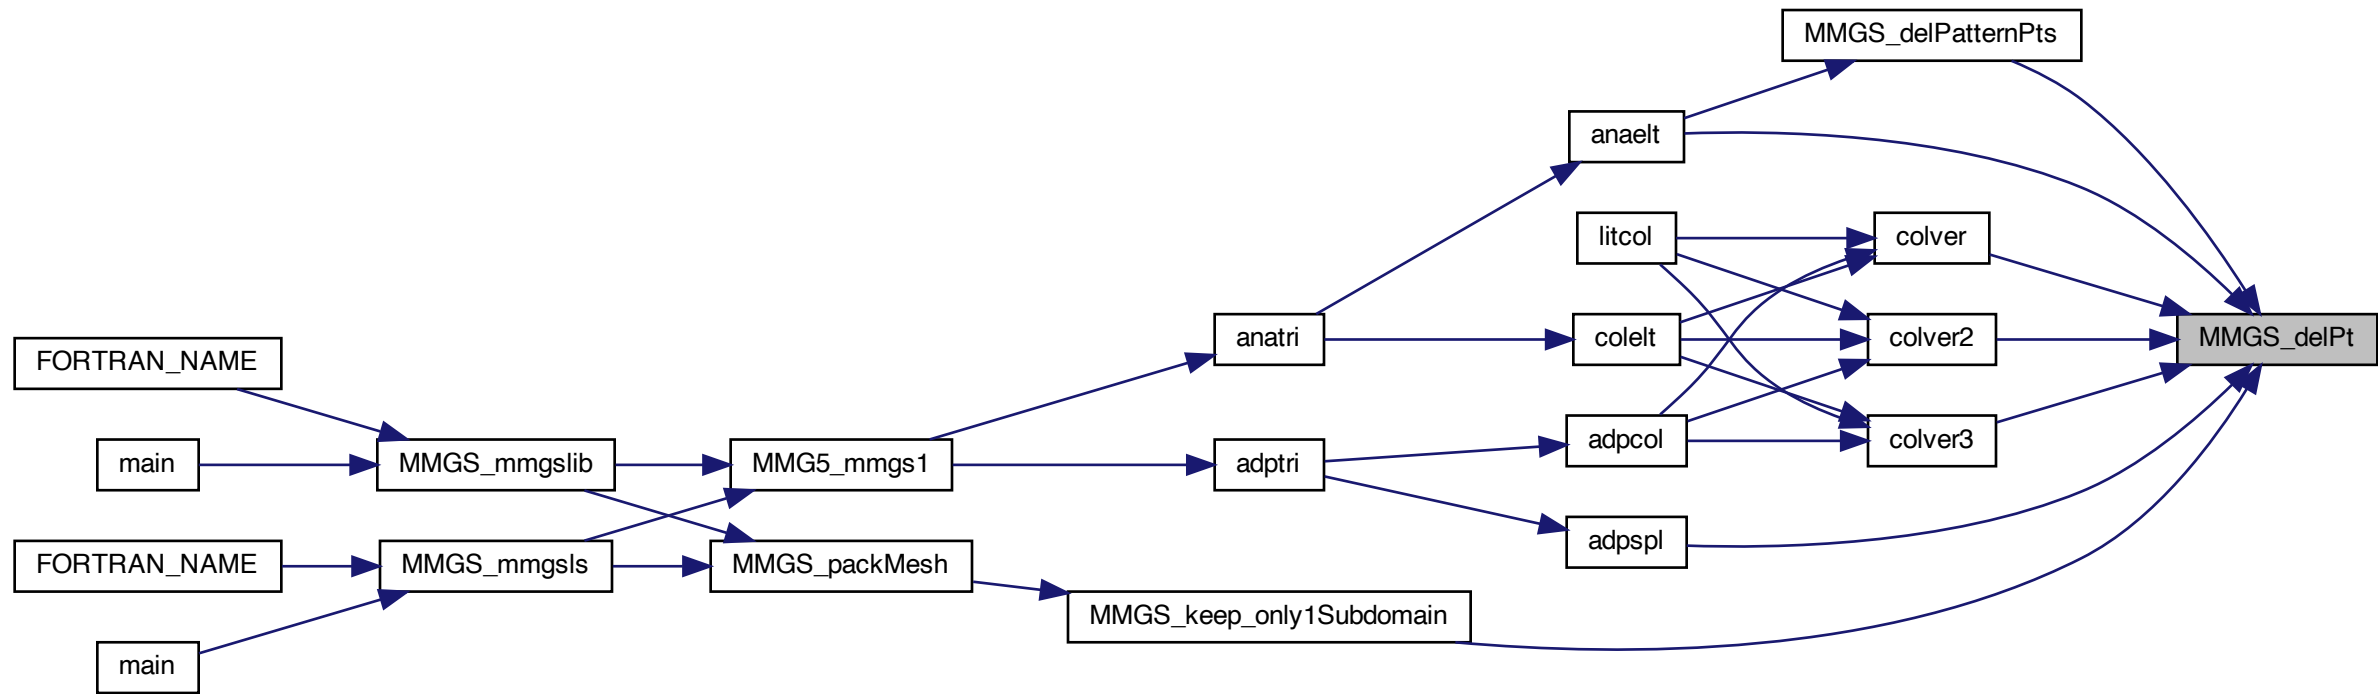 MMGS_delPatternPts
anaelt
litcol
colver
anatri
colelt
colver2
MMGS_delPt
FORTRAN_NAME
main
MMGS_mmgslib
MMG5_mmgs1
adptri
adpcol
colver3
FORTRAN_NAME
MMGS_mmgsls
MMGS_packMesh
adpspl
MMGS_keep_only1Subdomain
main